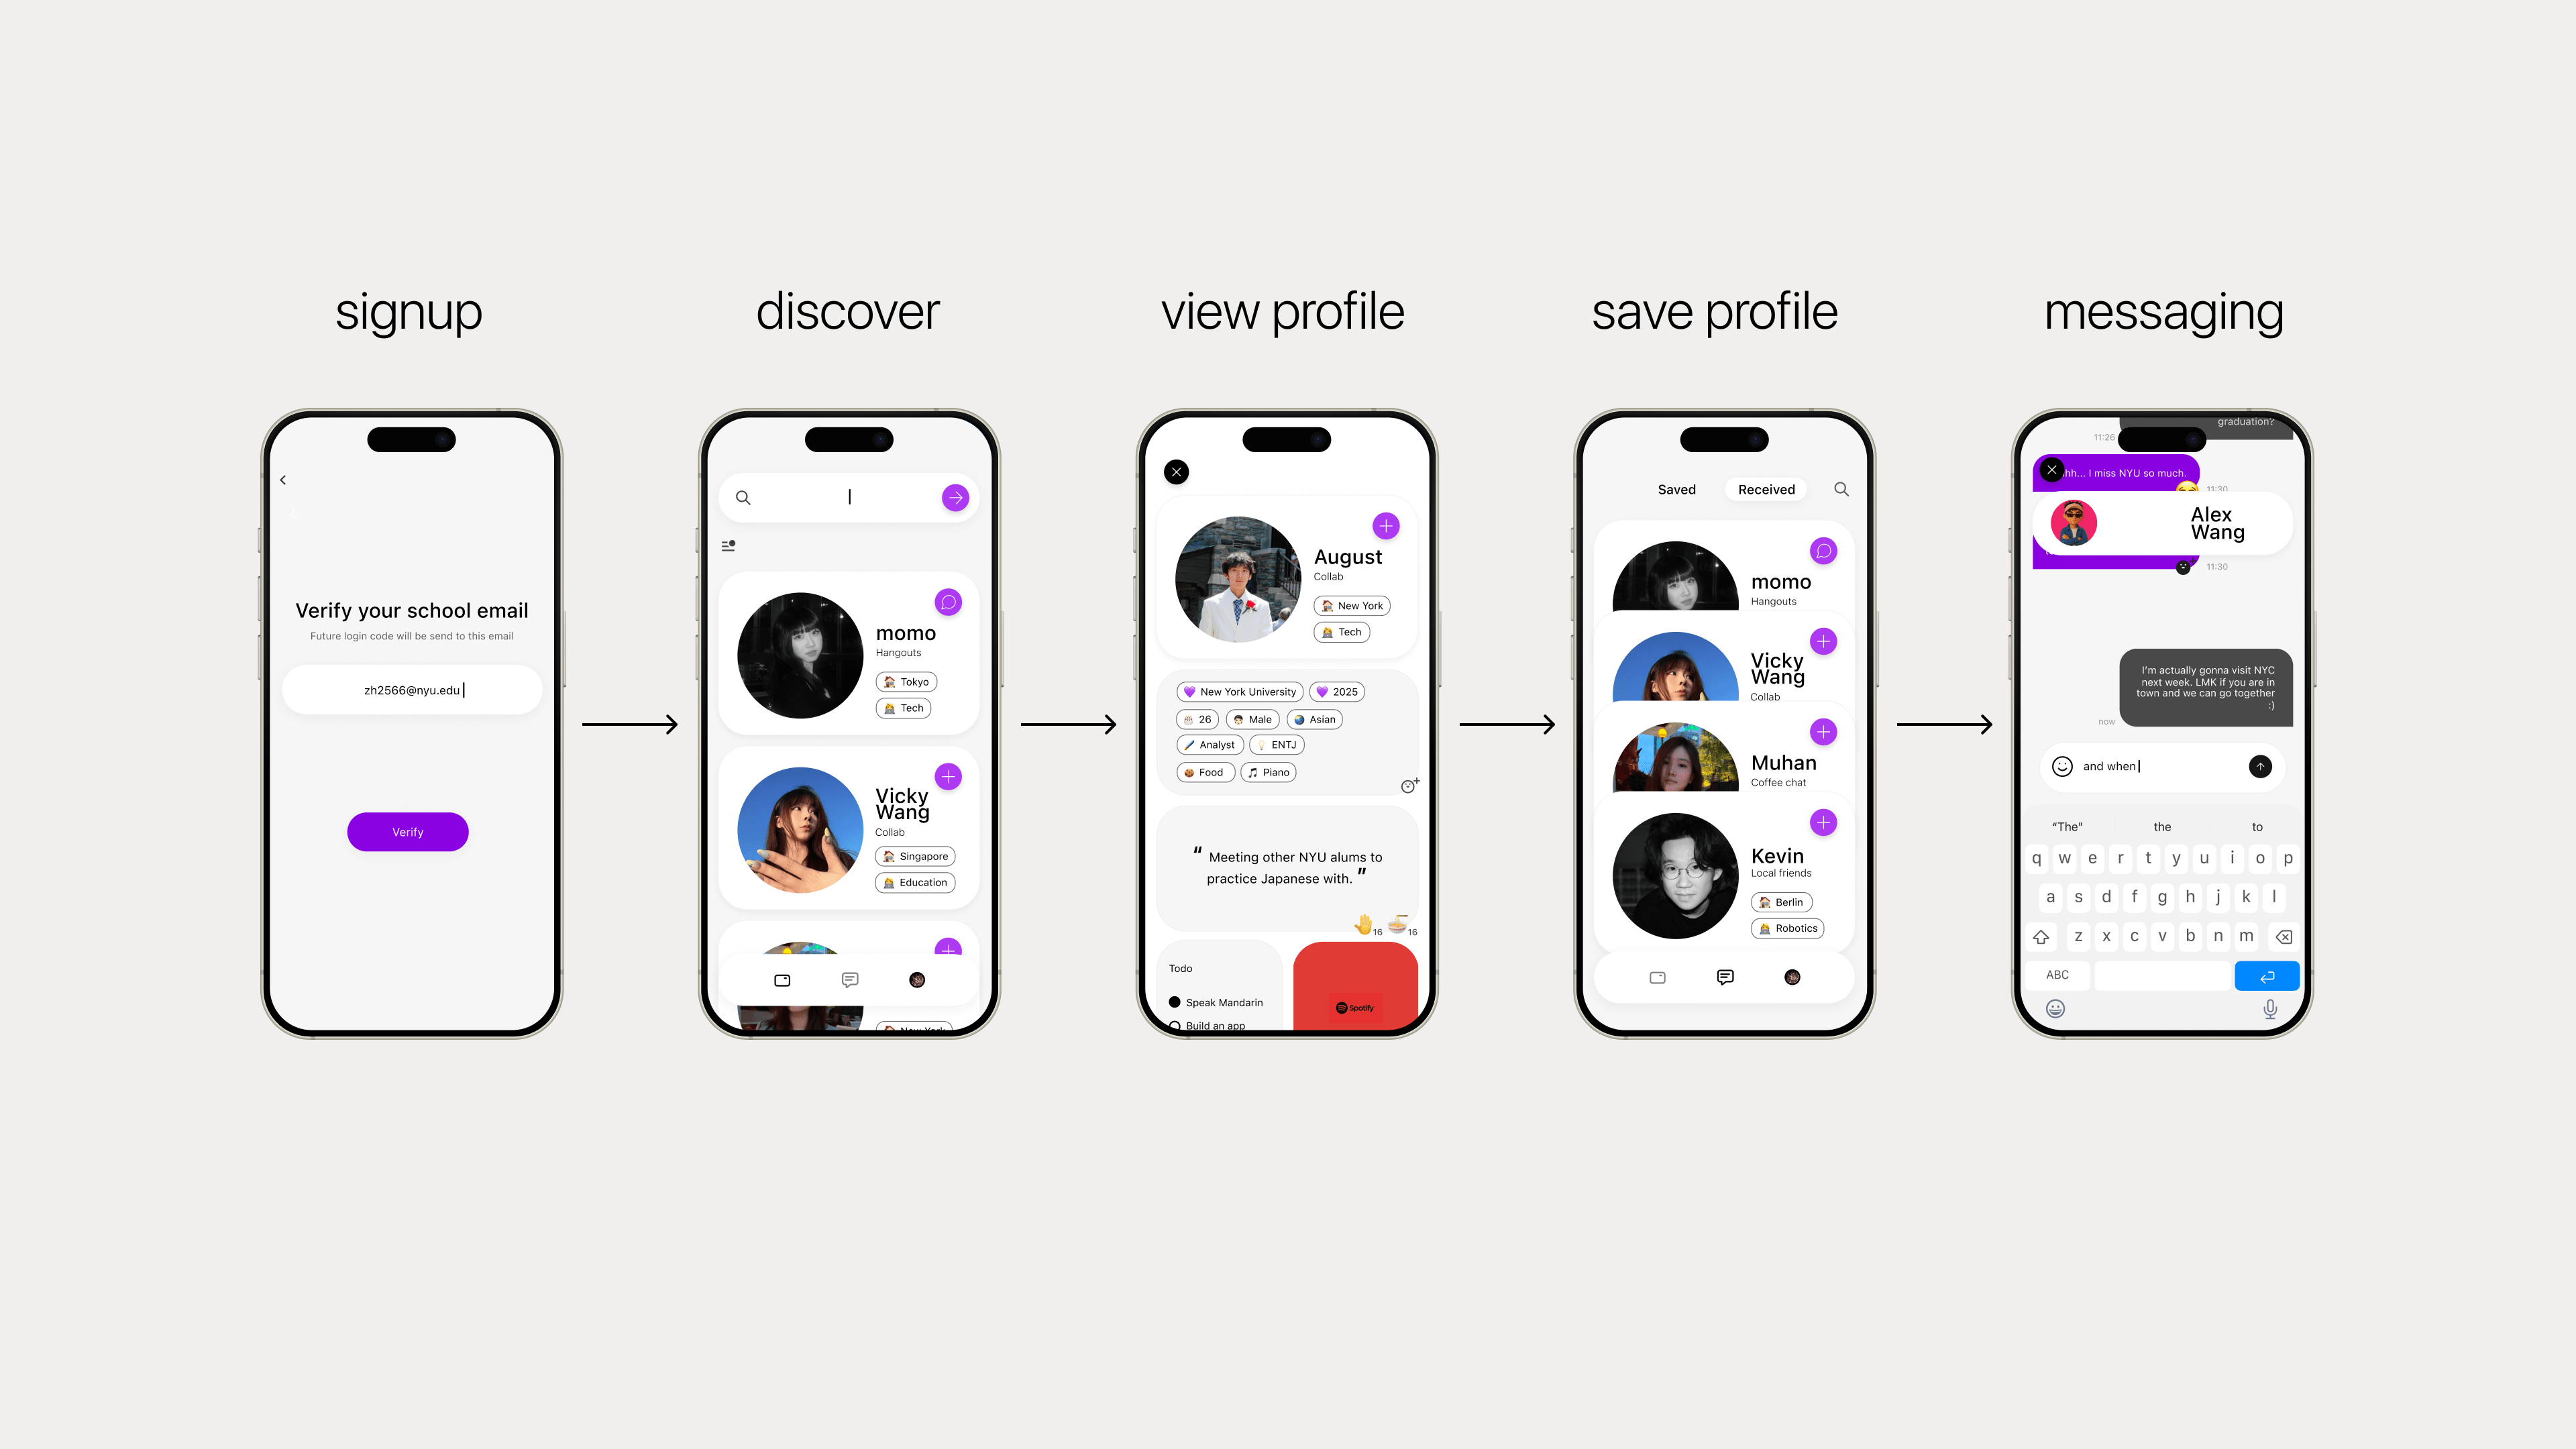 signup
discover
view profile
save profile
messaging
Verify your school email
Future login code will be send to this email
zh2566@nyu.edu
Verify
momo
Hangouts
Tokyo
Tech
Vicky
Wang
Collab
Singapore
Education
New York
August
Collab
New York
Tech
New York University
2025
26
Male
Asian
Analyst
ENTJ
Food
Piano
“ Meeting other NYU alums to
practice Japanese with. ”
16
16
Todo
Speak Mandarin
Build an app
Spotify
Saved
Received
momo
Hangouts
Vicky
Wang
Collab
Muhan
Coffee chat
Kevin
Local friends
Berlin
Robotics
graduation?
11:26
I miss NYU so much.
11:30
Alex
Wang
11:30
I'm actually gonna visit NYC
next week. LMK if you are in
town and we can go together
:)
now
and when
“The”
the
to
q w e r t y u i o p
a s d f g h j k l
z x c v b n m
ABC